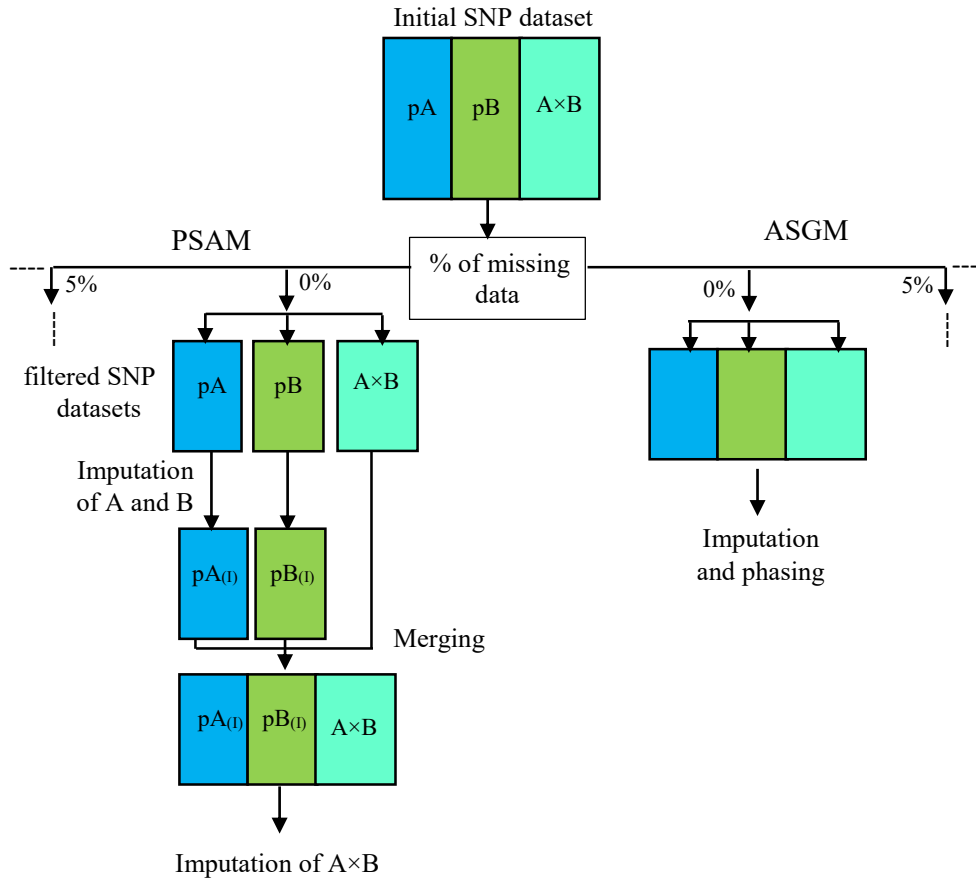 Initial SNP dataset
pA
pB
A×B
PSAM
ASGM
% of missing
data
5%
0%
0%
5%
filtered SNP
datasets
pA
pB
A×B
Imputation
of A and B
Imputation
and phasing
pA(I)
pB(I)
Merging
pA(I)
pB(I)
A×B
Imputation of A×B